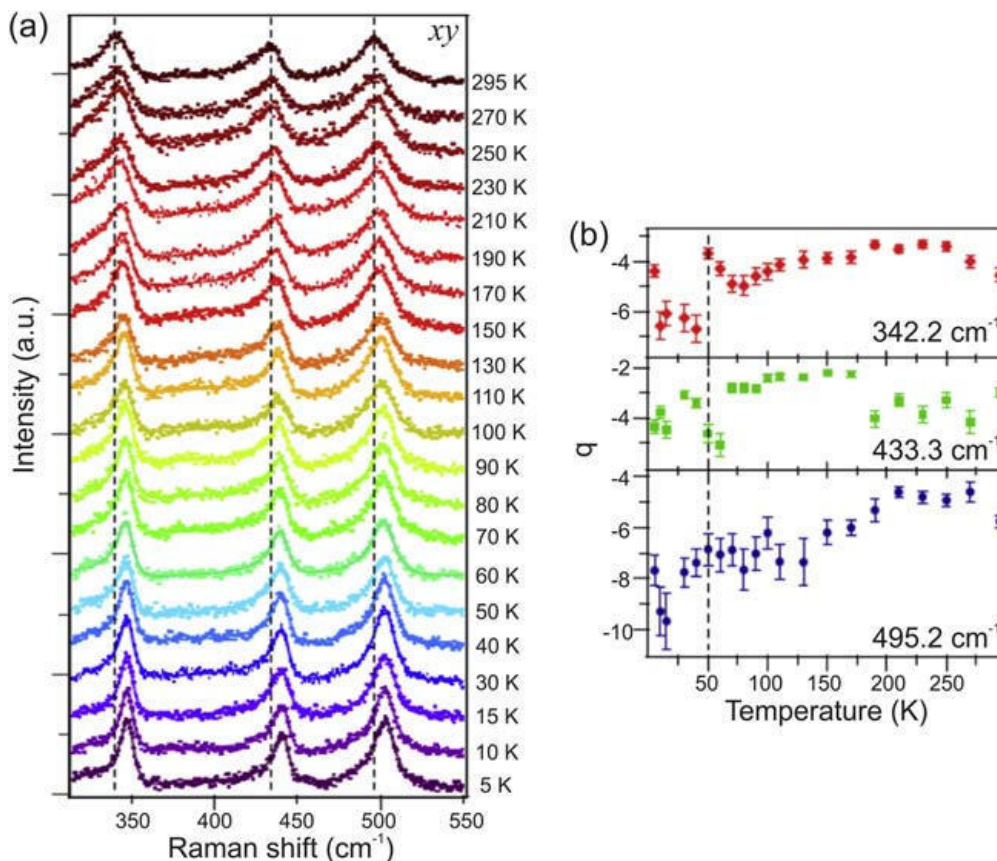 (a)
xy
295 K
270 K
250 K
230 K
210 K
190 K
170 K
150 K
130 K
110 K
100 K
90 K
80 K
70 K
60 K
50 K
40 K
30 K
15 K
10 K
5 K
Intensity (a.u.)
350 400 450 500 550
Raman shift (cm-1)
(b)
-4
-6
342.2 cm-1
-2
-4
433.3 cm-1
q
-4
-6
-8
-10
495.2 cm-1
50 100 150 200 250
Temperature (K)